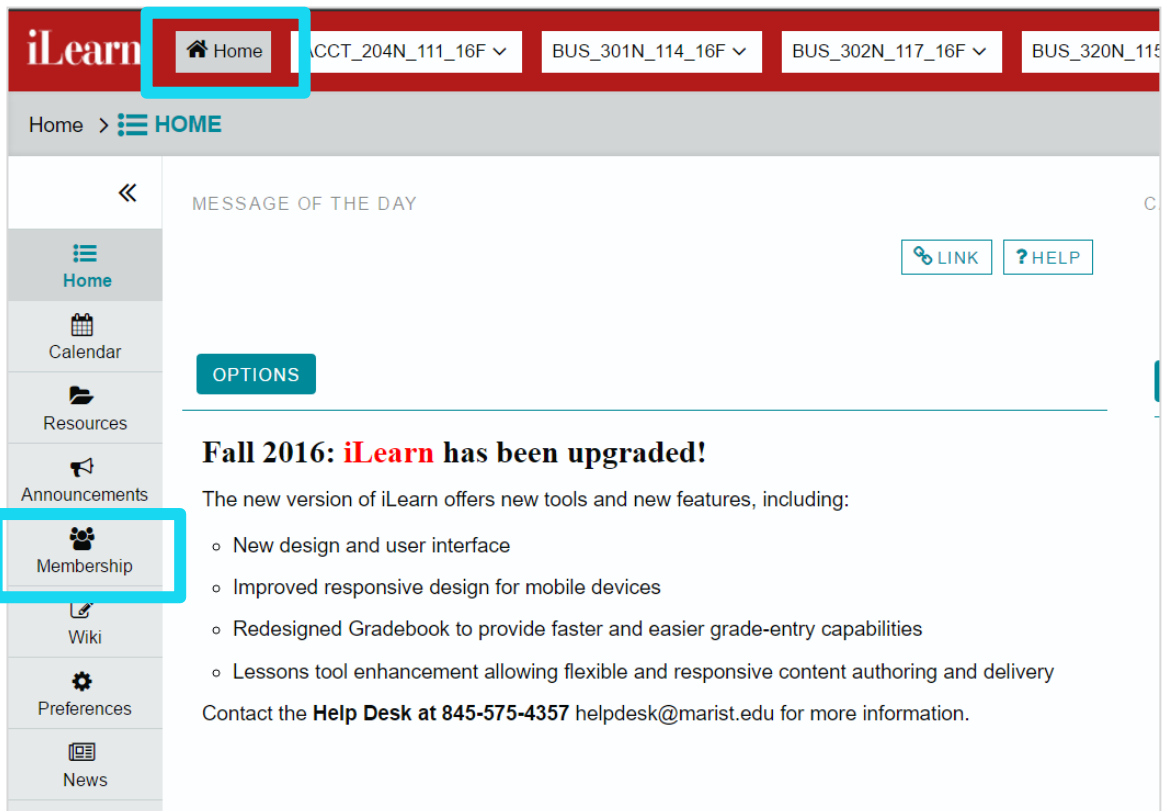 iLearn
Home
ACCT_204N_111_16F
BUS_301N_114_16F
BUS_302N_117_16F
BUS_320N_115
Home > HOME
«
MESSAGE OF THE DAY
C
Home
LINK
? HELP
Calendar
OPTIONS
Resources
Fall 2016: iLearn has been upgraded!
Announcements
The new version of iLearn offers new tools and new features, including:
Membership
◦ New design and user interface
◦ Improved responsive design for mobile devices
Wiki
◦ Redesigned Gradebook to provide faster and easier grade-entry capabilities
◦ Lessons tool enhancement allowing flexible and responsive content authoring and delivery
Preferences
Contact the Help Desk at 845-575-4357 helpdesk@marist.edu for more information.
News